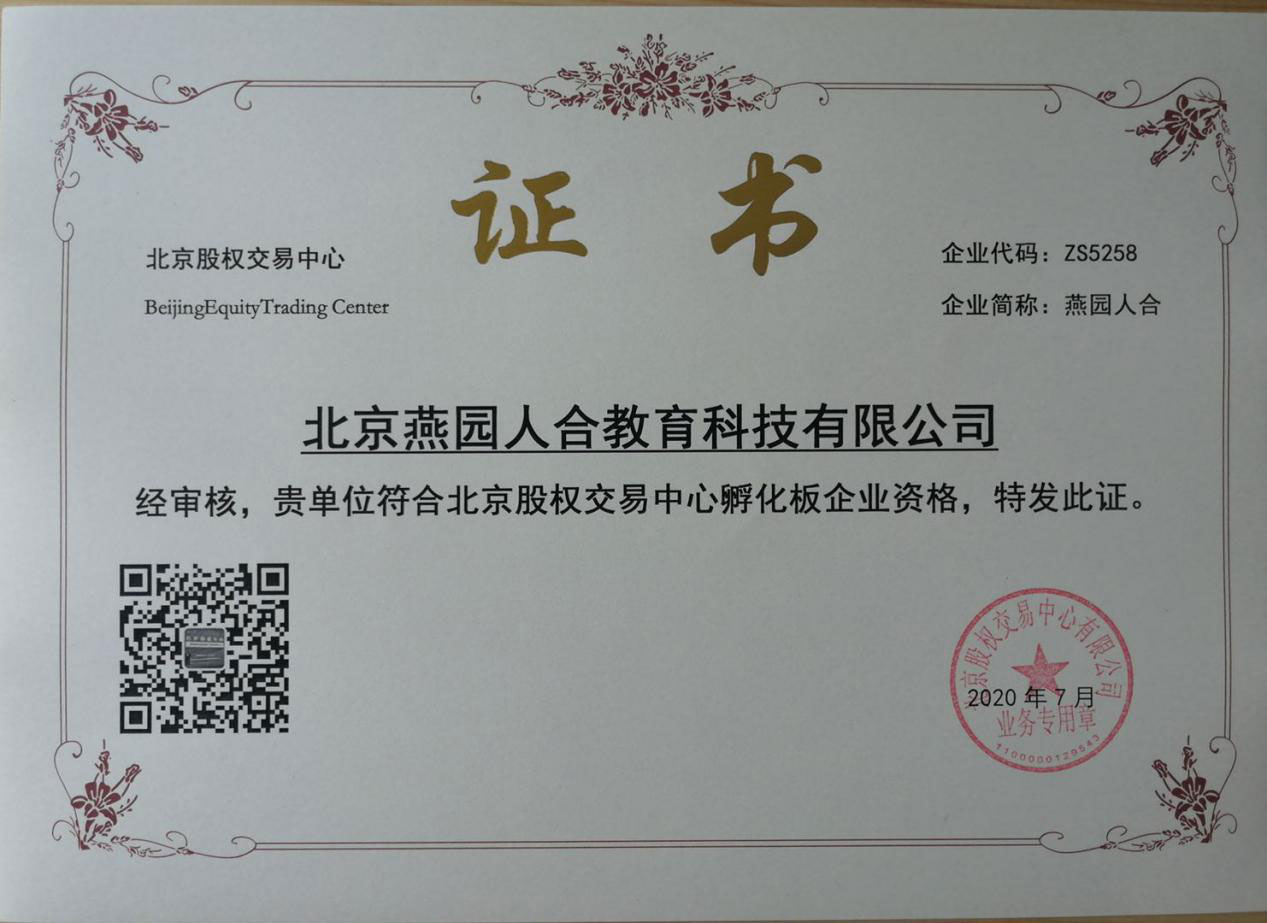 证 书
北京股权交易中心
BeijingEquityTrading Center
企业代码：ZS5258
企业简称：燕园人合
北京燕园人合教育科技有限公司
经审核，贵单位符合北京股权交易中心孵化板企业资格，特发此证。
北京股权交易中心有限公司
2020 年 7 月
业务专用章
1100000129543